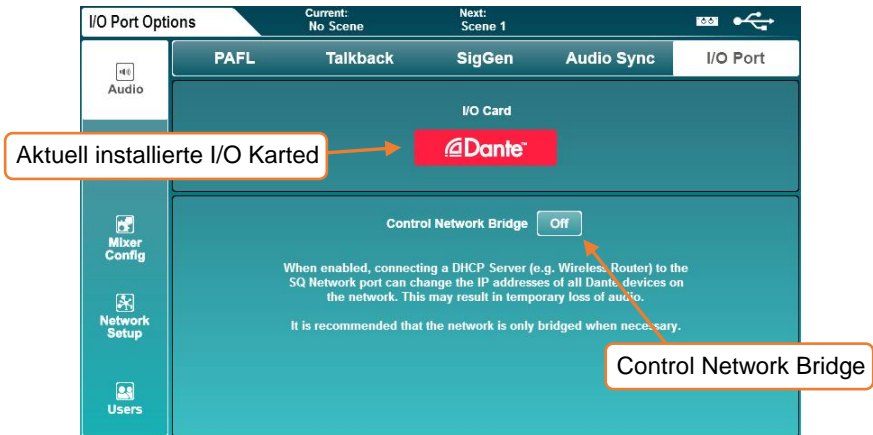 I/O Port Options
Current:
No Scene
Next:
Scene 1
PAFL
Talkback
SigGen
Audio Sync
I/O Port
Audio
I/O Card
Dante™
Aktuell installierte I/O Karted
Control Network Bridge
Off
Mixer
Config
When enabled, connecting a DHCP Server (e.g. Wireless Router) to the
SQ Network port can change the IP addresses of all Dante devices on
the network. This may result in temporary loss of audio.
Network
Setup
It is recommended that the network is only bridged when necessary.
Control Network Bridge
Users